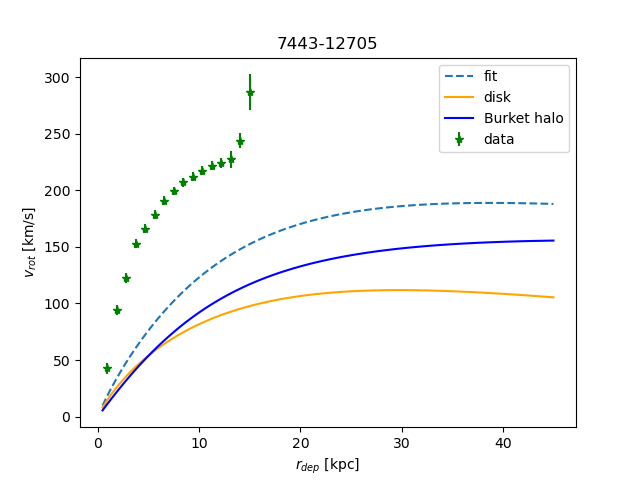 7443-12705
300
250
200
150
100
50
0
v_rot [km/s]
fit
disk
Burket halo
data
0 10 20 30 40
r_dep [kpc]